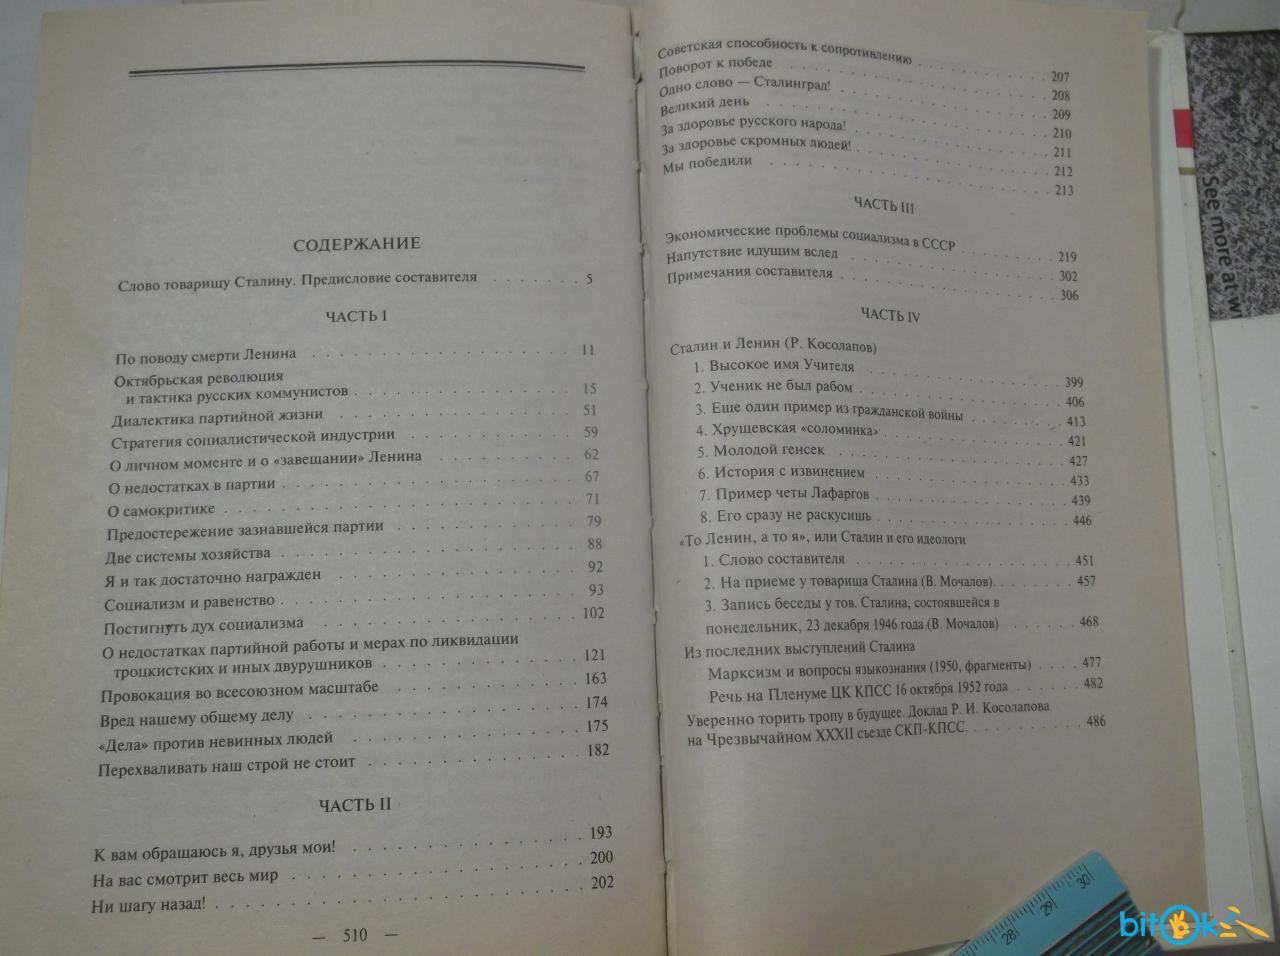 СОДЕРЖАНИЕ
Слово товарищу Сталину. Предисловие составителя . . . . . . . 5
ЧАСТЬ I
По поводу смерти Ленина . . . . . . . 11
Октябрьская революция
и тактика русских коммунистов . . . . . . . 15
Диалектика партийной жизни . . . . . . . 51
Стратегия социалистической индустрии . . . . . . . 59
О личном моменте и о «завещании» Ленина . . . . . . . 62
О недостатках в партии . . . . . . . 67
О самокритике . . . . . . . 71
Предостережение зазнавшейся партии . . . . . . . 79
Две системы хозяйства . . . . . . . 88
Я и так достаточно награжден . . . . . . . 92
Социализм и равенство . . . . . . . 93
Постигнуть дух социализма . . . . . . . 102
О недостатках партийной работы и мерах по ликвидации
троцкистских и иных двурушников . . . . . . . 121
Провокация во всесоюзном масштабе . . . . . . . 163
Вред нашему общему делу . . . . . . . 174
«Дела» против невинных людей . . . . . . . 175
Перехваливать наш строй не стоит . . . . . . . 182
ЧАСТЬ II
К вам обращаюсь я, друзья мои! . . . . . . . 193
На вас смотрит весь мир . . . . . . . 200
Ни шагу назад! . . . . . . . 202
— 510 —
Советская способность к сопротивлению . . . . . . . 207
Поворот к победе . . . . . . . 208
Одно слово — Сталинград! . . . . . . . 209
Великий день . . . . . . . 210
За здоровье русского народа! . . . . . . . 211
За здоровье скромных людей! . . . . . . . 212
Мы победили . . . . . . . 213
ЧАСТЬ III
Экономические проблемы социализма в СССР . . . . . . . 219
Напутствие идущим вслед . . . . . . . 302
Примечания составителя . . . . . . . 306
ЧАСТЬ IV
Сталин и Ленин (Р. Косолапов)
1. Высокое имя Учителя . . . . . . . 399
2. Ученик не был рабом . . . . . . . 406
3. Еще один пример из гражданской войны . . . . . . . 413
4. Хрущевская «соломинка» . . . . . . . 421
5. Молодой генсек . . . . . . . 427
6. История с извинением . . . . . . . 433
7. Пример четы Лафаргов . . . . . . . 439
8. Его сразу не раскусишь . . . . . . . 446
«То Ленин, а то я», или Сталин и его идеологи
1. Слово составителя . . . . . . . 451
2. На приеме у товарища Сталина (В. Мочалов) . . . . . . . 457
3. Запись беседы у тов. Сталина, состоявшейся в
понедельник, 23 декабря 1946 года (В. Мочалов) . . . . . . . 468
Из последних выступлений Сталина
Марксизм и вопросы языкознания (1950, фрагменты) . . . . 477
Речь на Пленуме ЦК КПСС 16 октября 1952 года . . . . . . . 482
Уверенно торить тропу в будущее. Доклад Р. И. Косолапова
на Чрезвычайном XXXII съезде СКП-КПСС . . . . . . . 486
See more at w
28 29 30
bitok